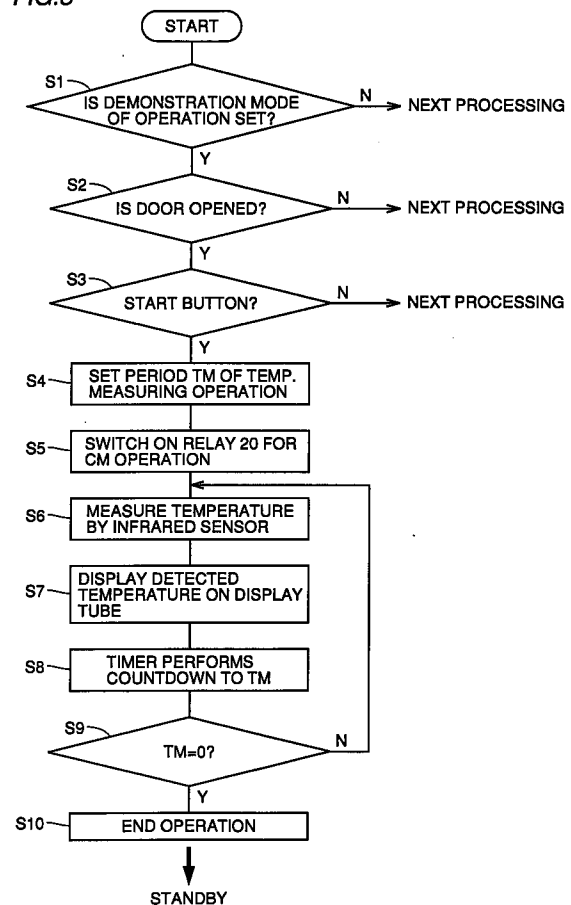 START
S1
IS DEMONSTRATION MODE
OF OPERATION SET?
N
NEXT PROCESSING
Y
S2
IS DOOR OPENED?
N
NEXT PROCESSING
Y
S3
START BUTTON?
N
NEXT PROCESSING
Y
S4
SET PERIOD TM OF TEMP.
MEASURING OPERATION
S5
SWITCH ON RELAY 20 FOR
CM OPERATION
S6
MEASURE TEMPERATURE
BY INFRARED SENSOR
S7
DISPLAY DETECTED
TEMPERATURE ON DISPLAY
TUBE
S8
TIMER PERFORMS
COUNTDOWN TO TM
S9
TM=0?
N
Y
S10
END OPERATION
STANDBY